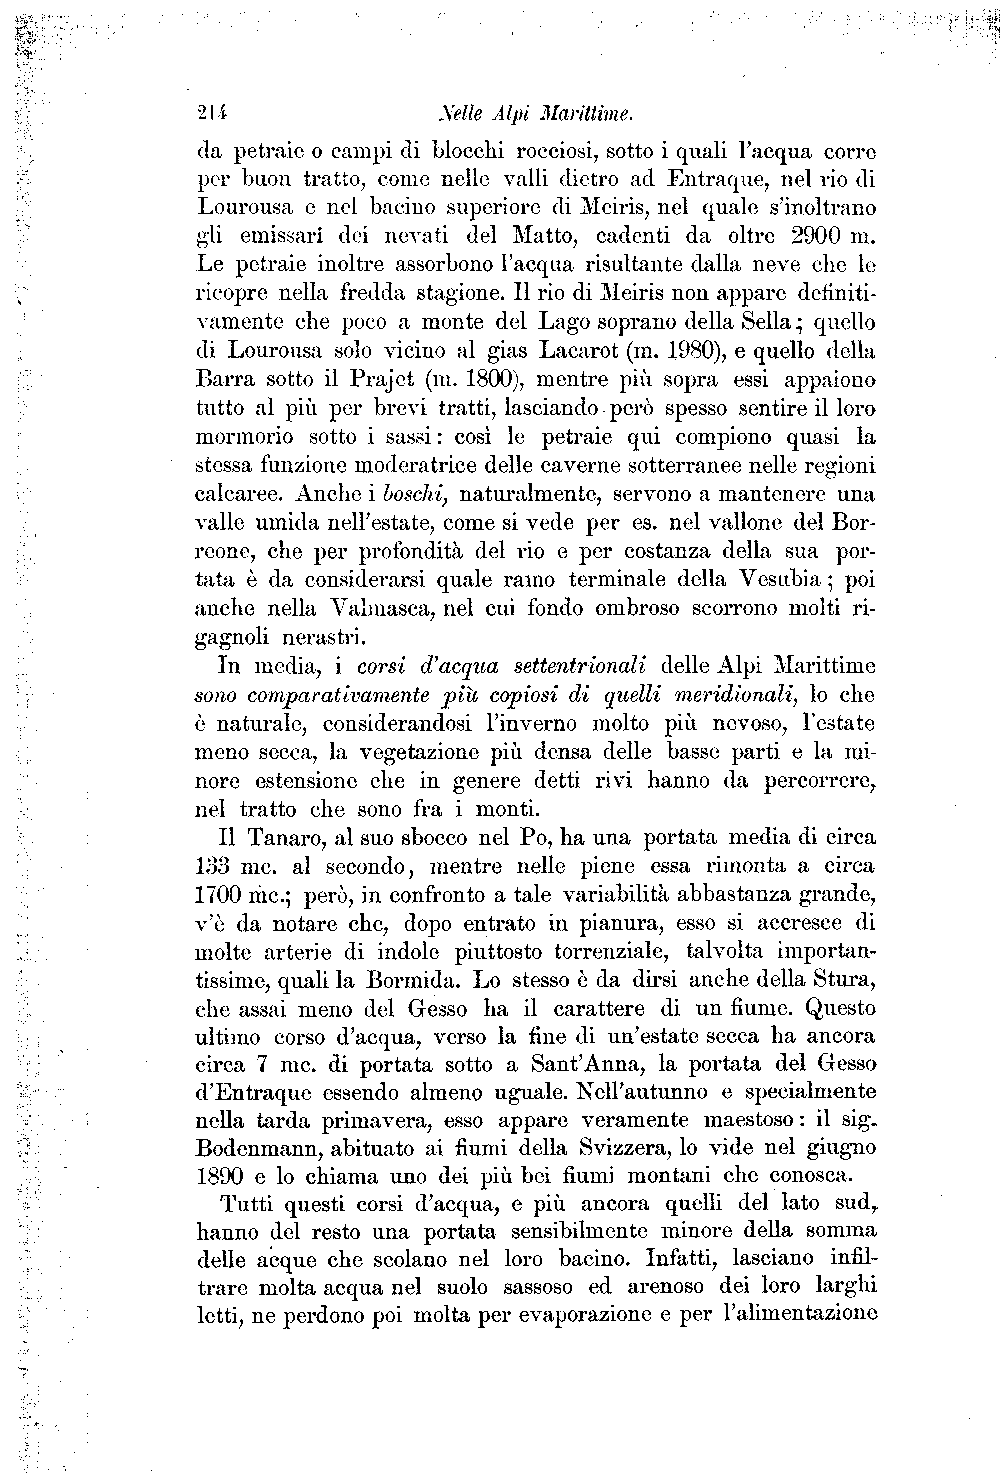 214 Nelle Alpi Marittime.
da petraie o campi di blocchi rocciosi, sotto i quali l'acqua corre
per buon tratto, come nelle valli dietro ad Entraque, nel rio di
Lourousa e nel bacino superiore di Meiris, nel quale s'inoltrano
gli emissari dei nevati del Matto, cadenti da oltre 2900 m.
Le petraie inoltre assorbono l'acqua risultante dalla neve che le
ricopre nella fredda stagione. Il rio di Meiris non appare definiti-
vamente che poco a monte del Lago soprano della Sella; quello
di Lourousa solo vicino al gias Lacarot (m. 1980), e quello della
Barra sotto il Prajet (m. 1800), mentre più sopra essi appaiono
tutto al più per brevi tratti, lasciando però spesso sentire il loro
mormorio sotto i sassi: così le petraie qui compiono quasi la
stessa funzione moderatrice delle caverne sotterranee nelle regioni
calcaree. Anche i boschi, naturalmente, servono a mantenere una
valle umida nell'estate, come si vede per es. nel vallone del Bor-
reone, che per profondità del rio e per costanza della sua por-
tata è da considerarsi quale ramo terminale della Vesubia; poi
anche nella Valmasca, nel cui fondo ombroso scorrono molti ri-
gagnoli nerastri.
In media, i corsi d'acqua settentrionali delle Alpi Marittime
sono comparativamente più copiosi di quelli meridionali, lo che
è naturale, considerandosi l'inverno molto più nevoso, l'estate
meno secca, la vegetazione più densa delle basse parti e la mi-
nore estensione che in genere detti rivi hanno da percorrere,
nel tratto che sono fra i monti.
Il Tanaro, al suo sbocco nel Po, ha una portata media di circa
133 mc. al secondo, mentre nelle piene essa rimonta a circa
1700 mc.; però, in confronto a tale variabilità abbastanza grande,
v'è da notare che, dopo entrato in pianura, esso si accresce di
molte arterie di indole piuttosto torrenziale, talvolta importan-
tissime, quali la Bormida. Lo stesso è da dirsi anche della Stura,
che assai meno del Gesso ha il carattere di un fiume. Questo
ultimo corso d'acqua, verso la fine di un'estate secca ha ancora
circa 7 mc. di portata sotto a Sant'Anna, la portata del Gesso
d'Entraque essendo almeno uguale. Nell'autunno e specialmente
nella tarda primavera, esso appare veramente maestoso: il sig.
Bodenmann, abituato ai fiumi della Svizzera, lo vide nel giugno
1890 e lo chiama uno dei più bei fiumi montani che conosca.
Tutti questi corsi d'acqua, e più ancora quelli del lato sud,
hanno del resto una portata sensibilmente minore della somma
delle acque che scolano nel loro bacino. Infatti, lasciano infil-
trare molta acqua nel suolo sassoso ed arenoso dei loro larghi
letti, ne perdono poi molta per evaporazione e per l'alimentazione